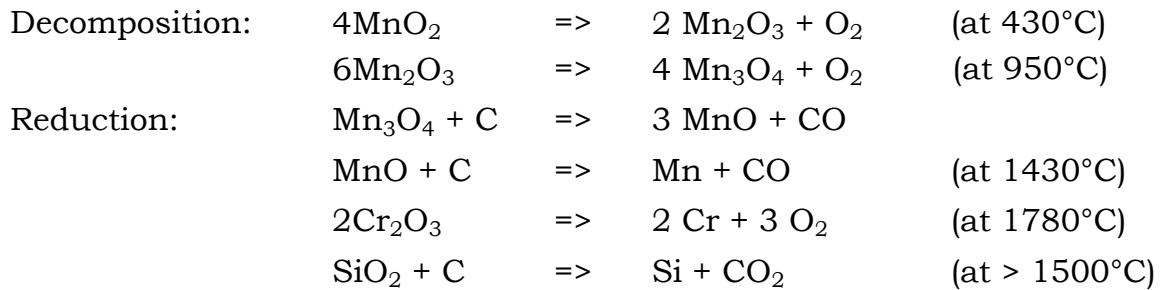 Decomposition: 4MnO₂ => 2 Mn₂O₃ + O₂ (at 430°C)
6Mn₂O₃ => 4 Mn₃O₄ + O₂ (at 950°C)
Reduction: Mn₃O₄ + C => 3 MnO + CO
MnO + C => Mn + CO (at 1430°C)
2Cr₂O₃ => 2 Cr + 3 O₂ (at 1780°C)
SiO₂ + C => Si + CO₂ (at > 1500°C)